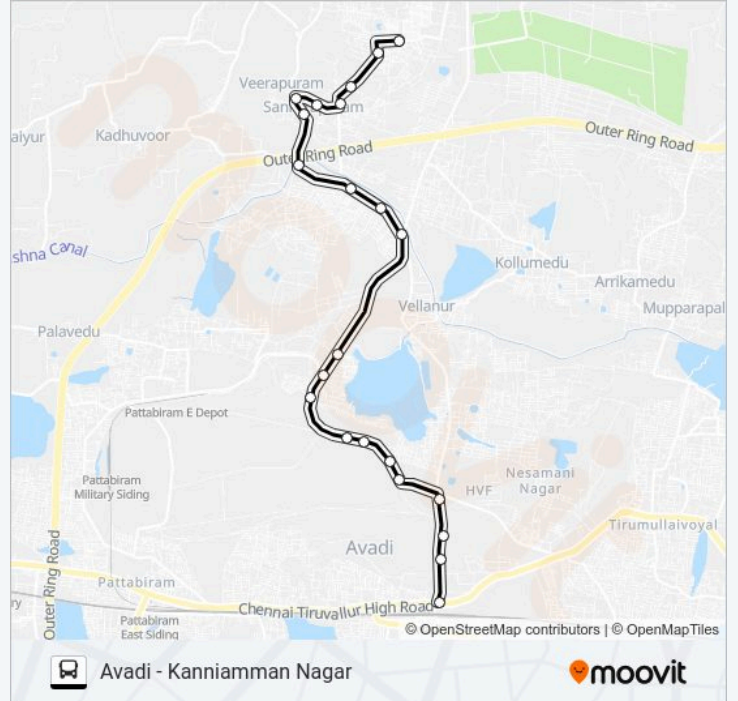 Veerapuram
alyur
Kadhuvoor
Outer Ring Road
Outer Ring Road
shna Canal
Kollumedu
Arrikamedu
Vellanur
Mupparapal
Palavedu
Pattabiram E Depot
Pattabiram
Military Siding
HVF
Nesamani
Nagar
Tirumullaivoyal
Avadi
Outer Ring Road
Pattabiram
ry
Chennai Tiruvallur High Road
Pattabiram
East Siding
© OpenStreetMap contributors | © OpenMapTiles
Avadi - Kanniamman Nagar
moovit